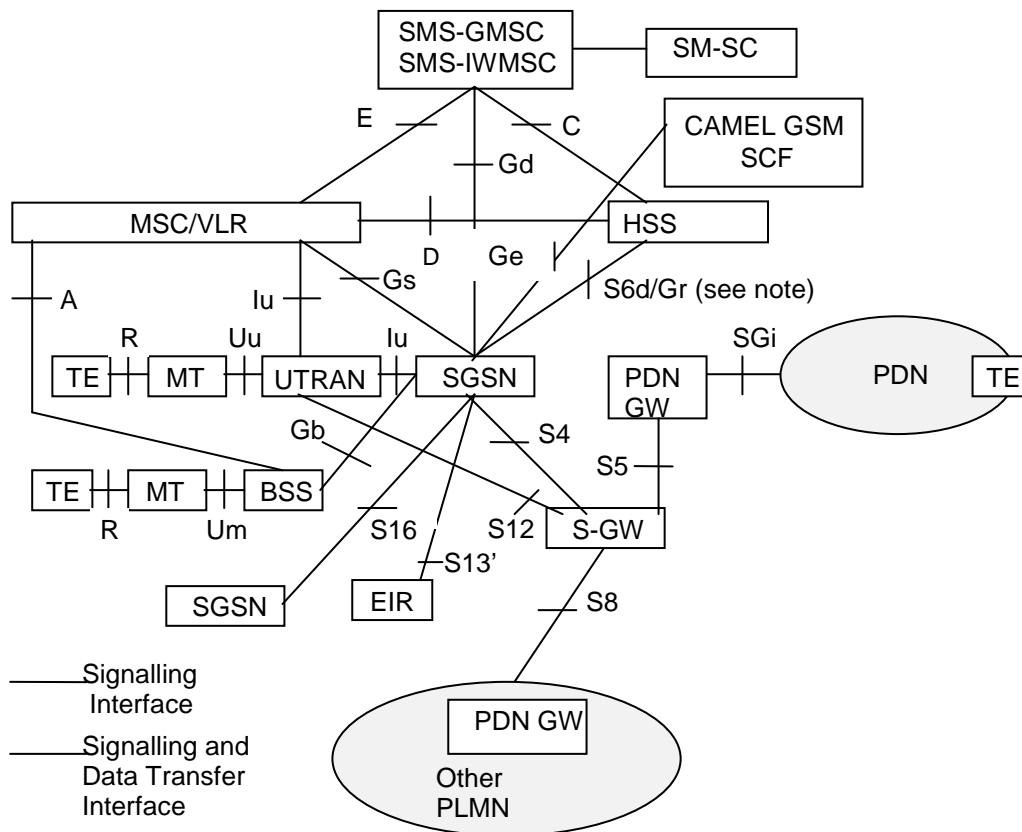 SMS-GMSC
SMS-IWMSC
SM-SC
E
C
CAMEL GSM
SCF
Gd
MSC/VLR
HSS
D
Ge
Gs
S6d/Gr (see note)
A
Iu
R
Uu
Iu
SGi
TE
MT
UTRAN
SGSN
PDN
GW
PDN
TE
Gb
S4
S5
TE
MT
BSS
R
Um
S16
S12
S-GW
S13’
SGSN
EIR
S8
Signalling
Interface
Signalling and
Data Transfer
Interface
PDN GW
Other
PLMN